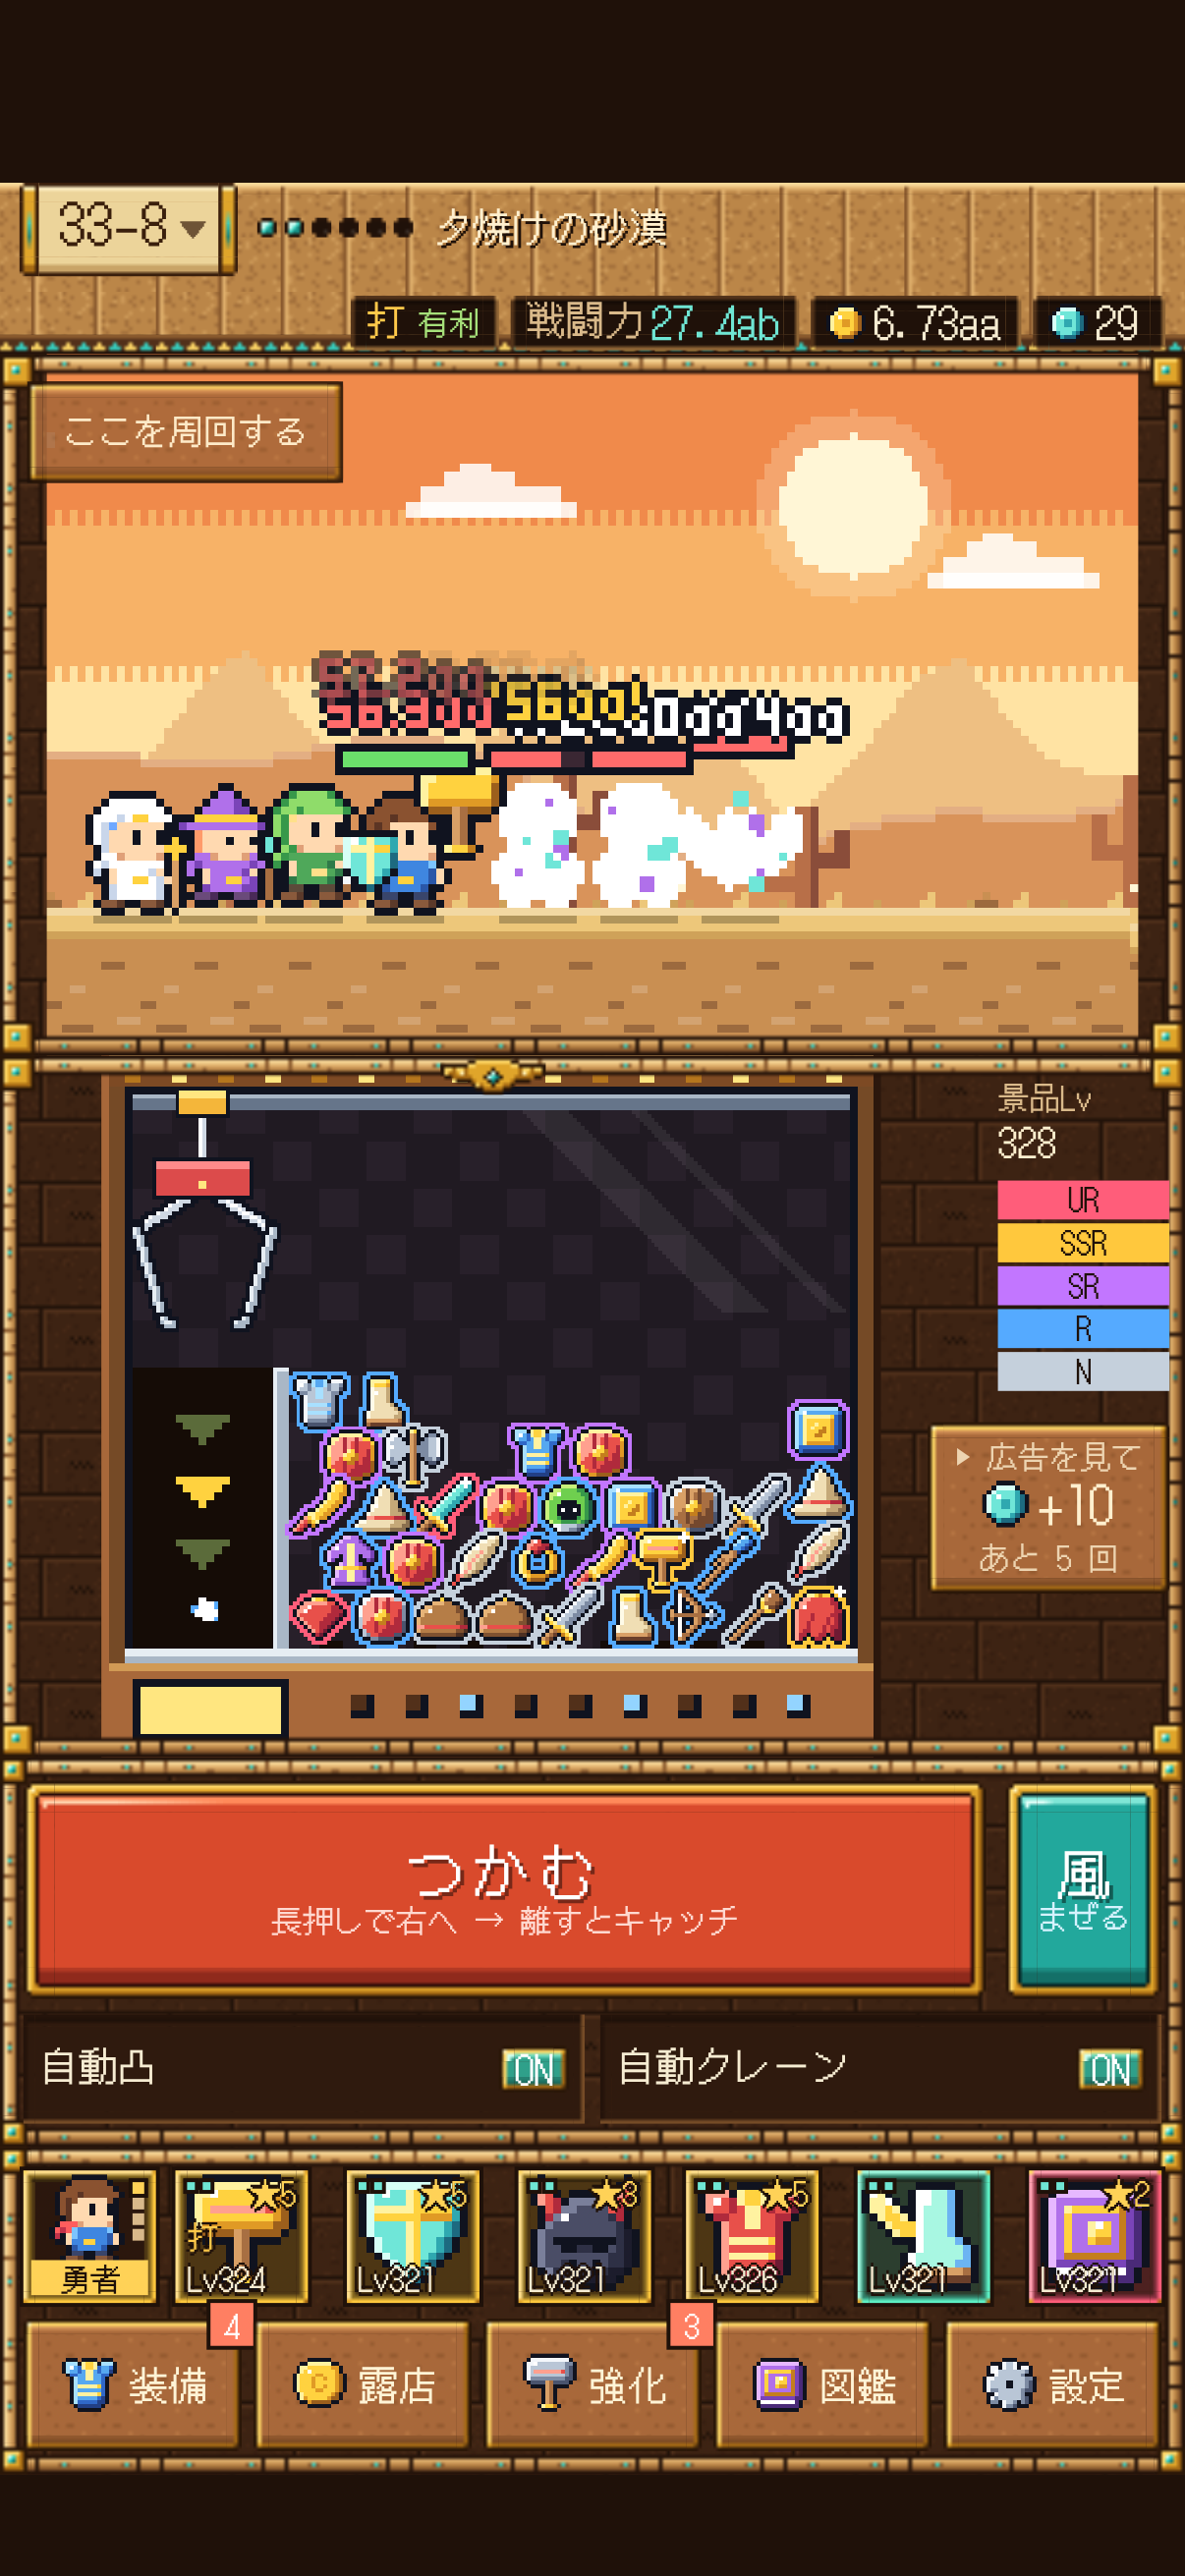 33-8
夕焼けの砂漠
打 有利
戦闘力 27.4ab
6.73aa
29
ここを周回する
景品Lv
328
UR
SSR
SR
R
N
広告を見て
+10
あと 5 回
つかむ
長押しで右へ → 離すとキャッチ
風
まぜる
自動凸 ON
自動クレーン ON
勇者
★5 打 Lv324
★5 Lv321
★3 Lv321
★5 Lv326
Lv321
★2 Lv321
4
3
装備
露店
強化
図鑑
設定